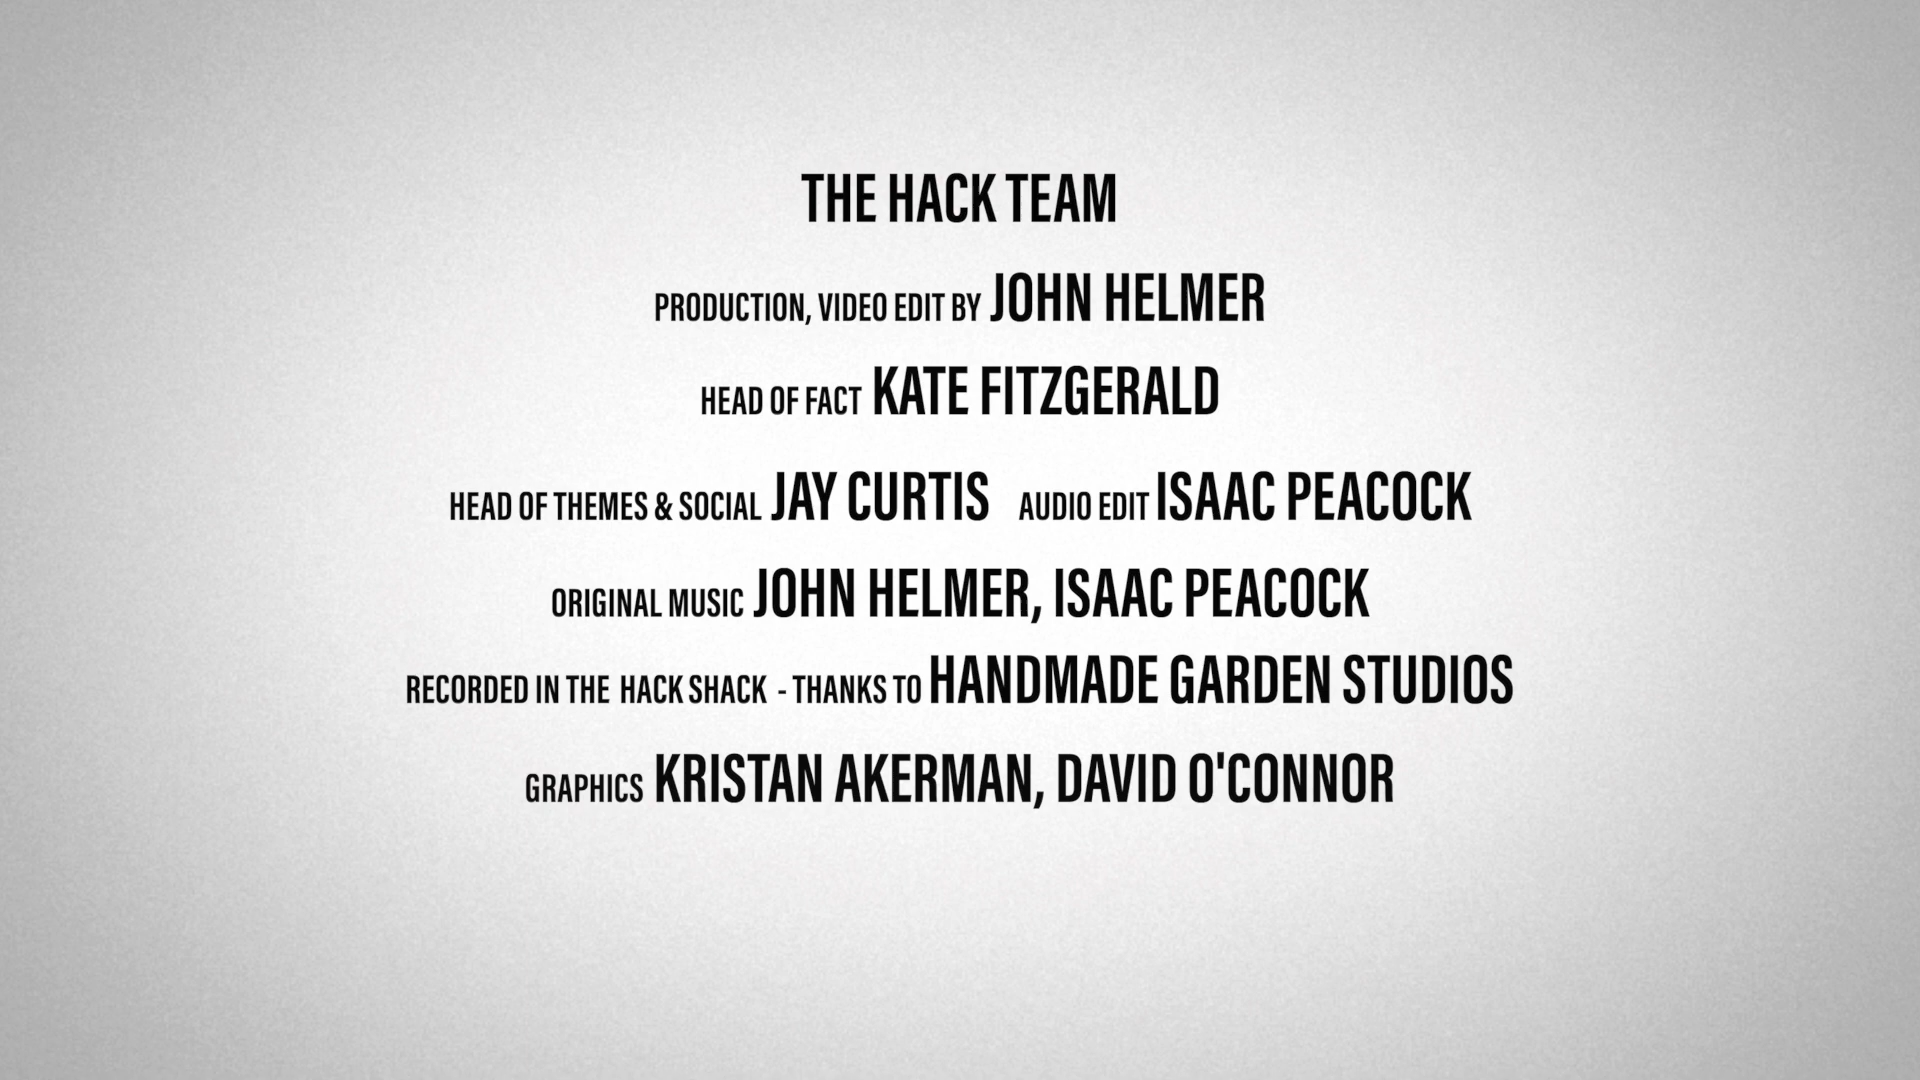 THE HACK TEAM
PRODUCTION, VIDEO EDIT BY JOHN HELMER
HEAD OF FACT KATE FITZGERALD
HEAD OF THEMES & SOCIAL JAY CURTIS AUDIO EDIT ISAAC PEACOCK
ORIGINAL MUSIC JOHN HELMER, ISAAC PEACOCK
RECORDED IN THE HACK SHACK - THANKS TO HANDMADE GARDEN STUDIOS
GRAPHICS KRISTAN AKERMAN, DAVID O'CONNOR